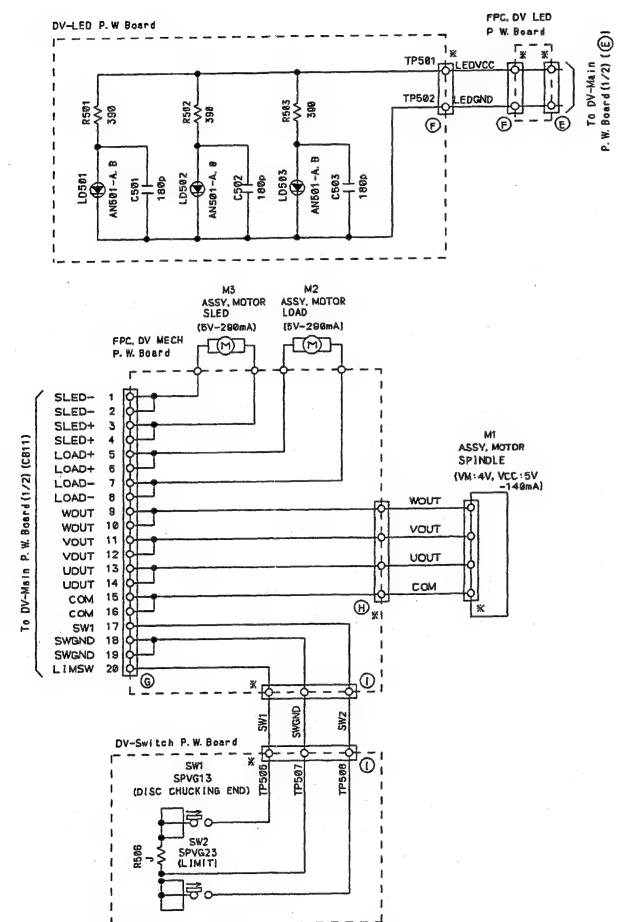 DV-LED P.W Board
FPC, DV LED
P W. Board
TP501
※
LEDVCC
※
※
TP502
LEDGND
F
F
E
To DV-Main
P. W. Board(1/2) (E)
R501
390
R502
390
R503
390
LD501
AN501-A, B
C501
180p
LD502
AN501-A, B
C502
180p
LD503
AN501-A, B
C503
180p
M3
ASSY, MOTOR
SLED
(5V-290mA)
M2
ASSY, MOTOR
LOAD
(5V-290mA)
FPC, DV MECH
P. W. Board
M
M
To DV-Main P. W. Board(1/2) (CB11)
SLED- 1
SLED- 2
SLED+ 3
SLED+ 4
LOAD+ 5
LOAD+ 6
LOAD- 7
LOAD- 8
WOUT 9
WOUT 10
VOUT 11
VOUT 12
UOUT 13
UOUT 14
COM 15
COM 16
SW1 17
SWGND 18
SWGND 19
LIMSW 20
G
M1
ASSY, MOTOR
SPINDLE
(VM:4V, VCC:5V
-140mA)
WOUT
VOUT
UOUT
COM
H
※
※
※
I
SW1
SWGND
SW2
DV-Switch P.W. Board
※
I
TP506
TP507
TP508
SW1
SPVG13
(DISC CHUCKING END)
R506
J
SW2
SPVG23
(LIMIT)